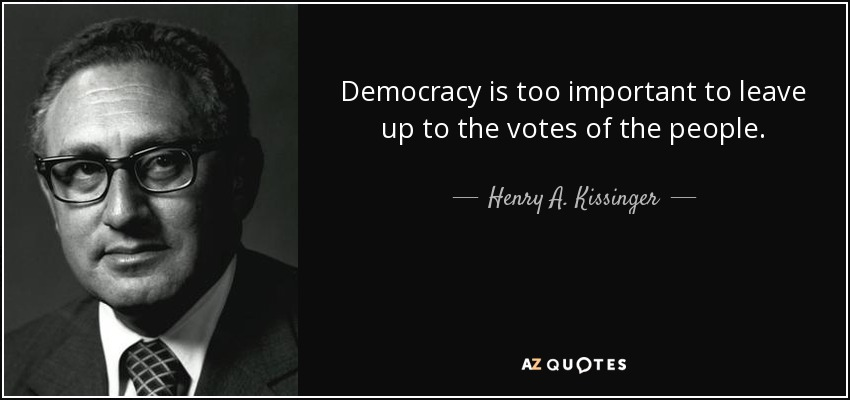 Democracy is too important to leave
up to the votes of the people.
— Henry A. Kissinger —
AZ QUOTES